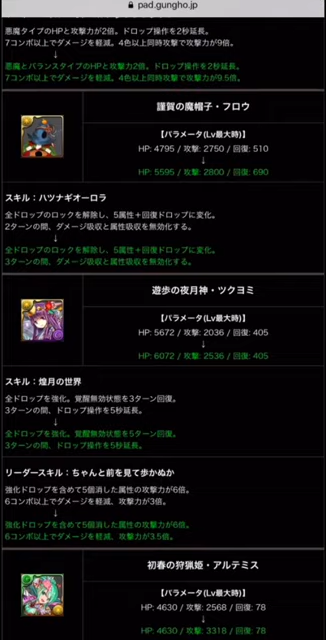 pad.gungho.jp
悪魔タイプのHPと攻撃力が2倍。ドロップ操作を2秒延長。
7コンボ以上でダメージを軽減。4色以上同時攻撃で攻撃力が9倍。
↓
悪魔とバランスタイプのHPと攻撃力2倍。ドロップ操作を2秒延長。
7コンボ以上でダメージを軽減。4色以上同時攻撃で攻撃力が9.5倍。
謹賀の魔帽子・フロウ
【パラメータ(Lv最大時)】
HP: 4795 / 攻撃: 2750 / 回復: 510
↓
HP: 5595 / 攻撃: 2800 / 回復: 690
スキル：ハツナギオーロラ
全ドロップのロックを解除し、5属性＋回復ドロップに変化。
2ターンの間、ダメージ吸収と属性吸収を無効化する。
↓
全ドロップのロックを解除し、5属性＋回復ドロップに変化。
3ターンの間、ダメージ吸収と属性吸収を無効化する。
遊歩の夜月神・ツクヨミ
【パラメータ(Lv最大時)】
HP: 5672 / 攻撃: 2036 / 回復: 405
↓
HP: 6072 / 攻撃: 2536 / 回復: 405
スキル：煌月の世界
全ドロップを強化。覚醒無効状態を3ターン回復。
3ターンの間、ドロップ操作を5秒延長。
↓
全ドロップを強化。覚醒無効状態を5ターン回復。
3ターンの間、ドロップ操作を5秒延長。
リーダースキル：ちゃんと前を見て歩かぬか
強化ドロップを含めて5個消した属性の攻撃力が6倍。
6コンボ以上でダメージを軽減、攻撃力が3倍。
↓
強化ドロップを含めて5個消した属性の攻撃力が6倍。
6コンボ以上でダメージを軽減、攻撃力が3.5倍。
初春の狩猟姫・アルテミス
【パラメータ(Lv最大時)】
HP: 4630 / 攻撃: 2568 / 回復: 78
↓
HP: 4630 / 攻撃: 3318 / 回復: 78